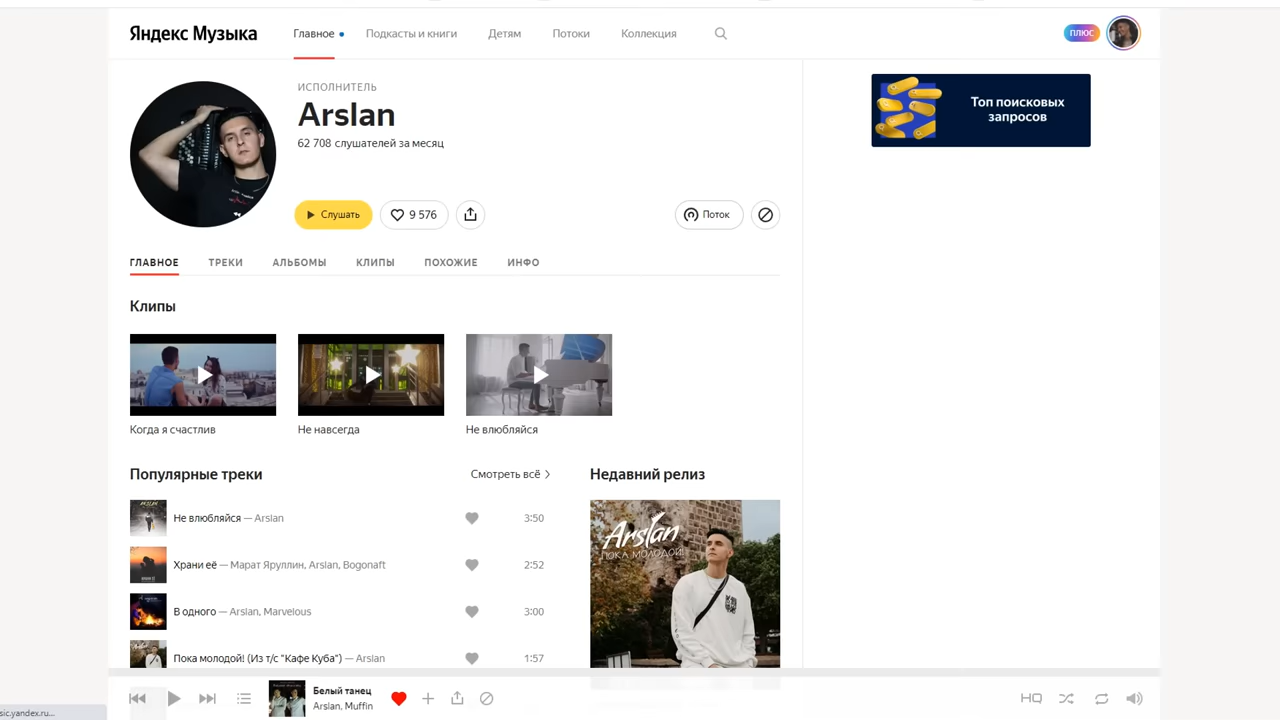 Яндекс Музыка
Главное
Подкасты и книги
Детям
Потоки
Коллекция
ПЛЮС
ИСПОЛНИТЕЛЬ
Arslan
62 708 слушателей за месяц
Слушать
9 576
Поток
Топ поисковых
запросов
ГЛАВНОЕ
ТРЕКИ
АЛЬБОМЫ
КЛИПЫ
ПОХОЖИЕ
ИНФО
Клипы
Когда я счастлив
Не навсегда
Не влюбляйся
Популярные треки
Смотреть всё
Недавний релиз
Не влюбляйся — Arslan
3:50
Храни её — Марат Яруллин, Arslan, Bogonaft
2:52
В одного — Arslan, Marvelous
3:00
Пока молодой! (Из т/с "Кафе Куба") — Arslan
1:57
Arslan
ПОКА МОЛОДОЙ!
Белый танец
Arslan, Muffin
HQ
sic.yandex.ru...